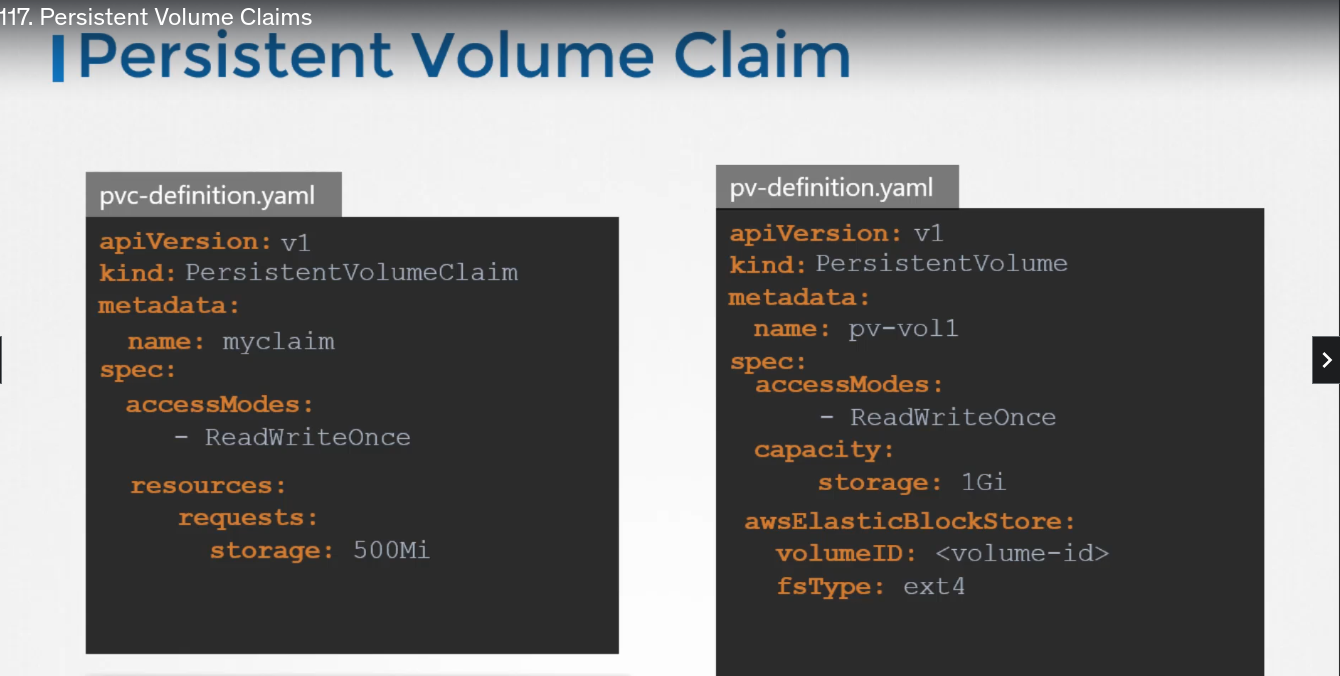 117. Persistent Volume Claims
Persistent Volume Claim
pvc-definition.yaml
apiVersion: v1
kind: PersistentVolumeClaim
metadata:
name: myclaim
spec:
accessModes:
- ReadWriteOnce
resources:
requests:
storage: 500Mi
pv-definition.yaml
apiVersion: v1
kind: PersistentVolume
metadata:
name: pv-vol1
spec:
accessModes:
- ReadWriteOnce
capacity:
storage: 1Gi
awsElasticBlockStore:
volumeID: <volume-id>
fsType: ext4